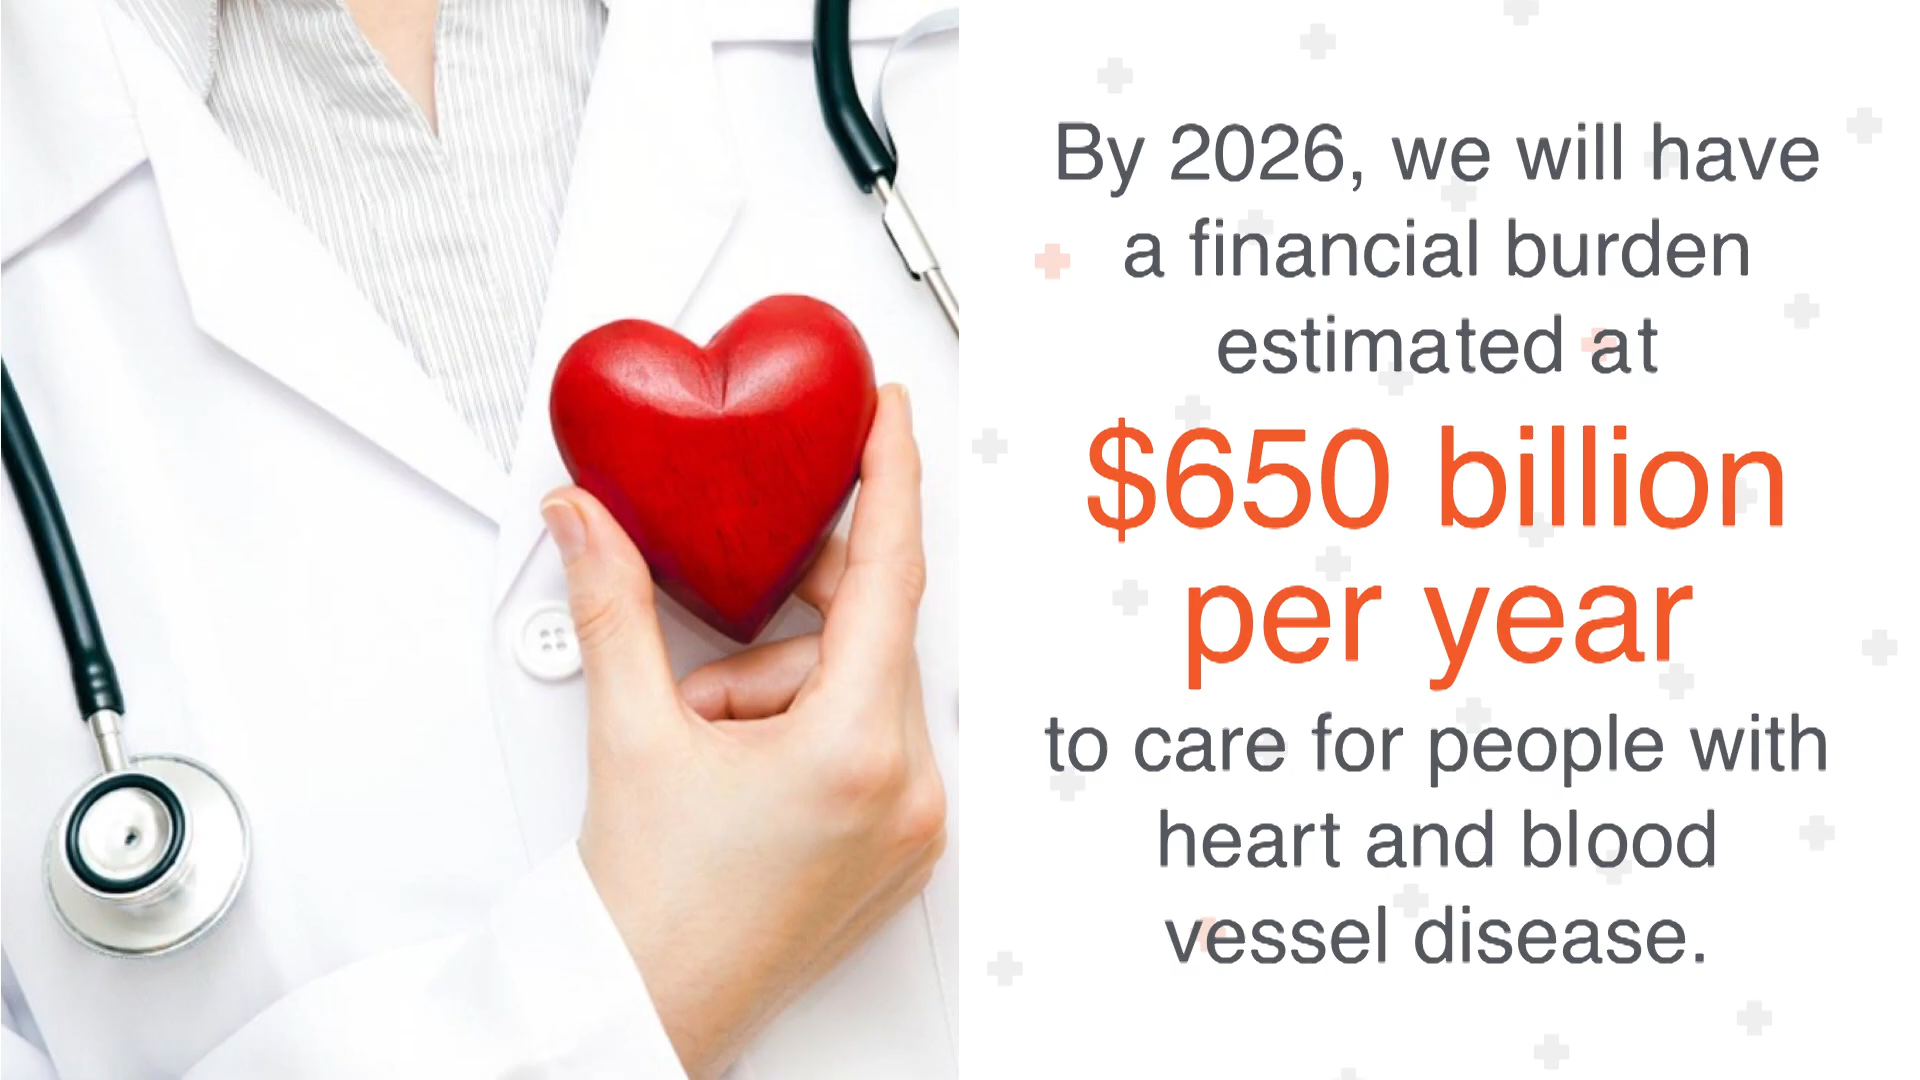 By 2026, we will have
a financial burden
estimated at
$650 billion
per year
to care for people with
heart and blood
vessel disease.